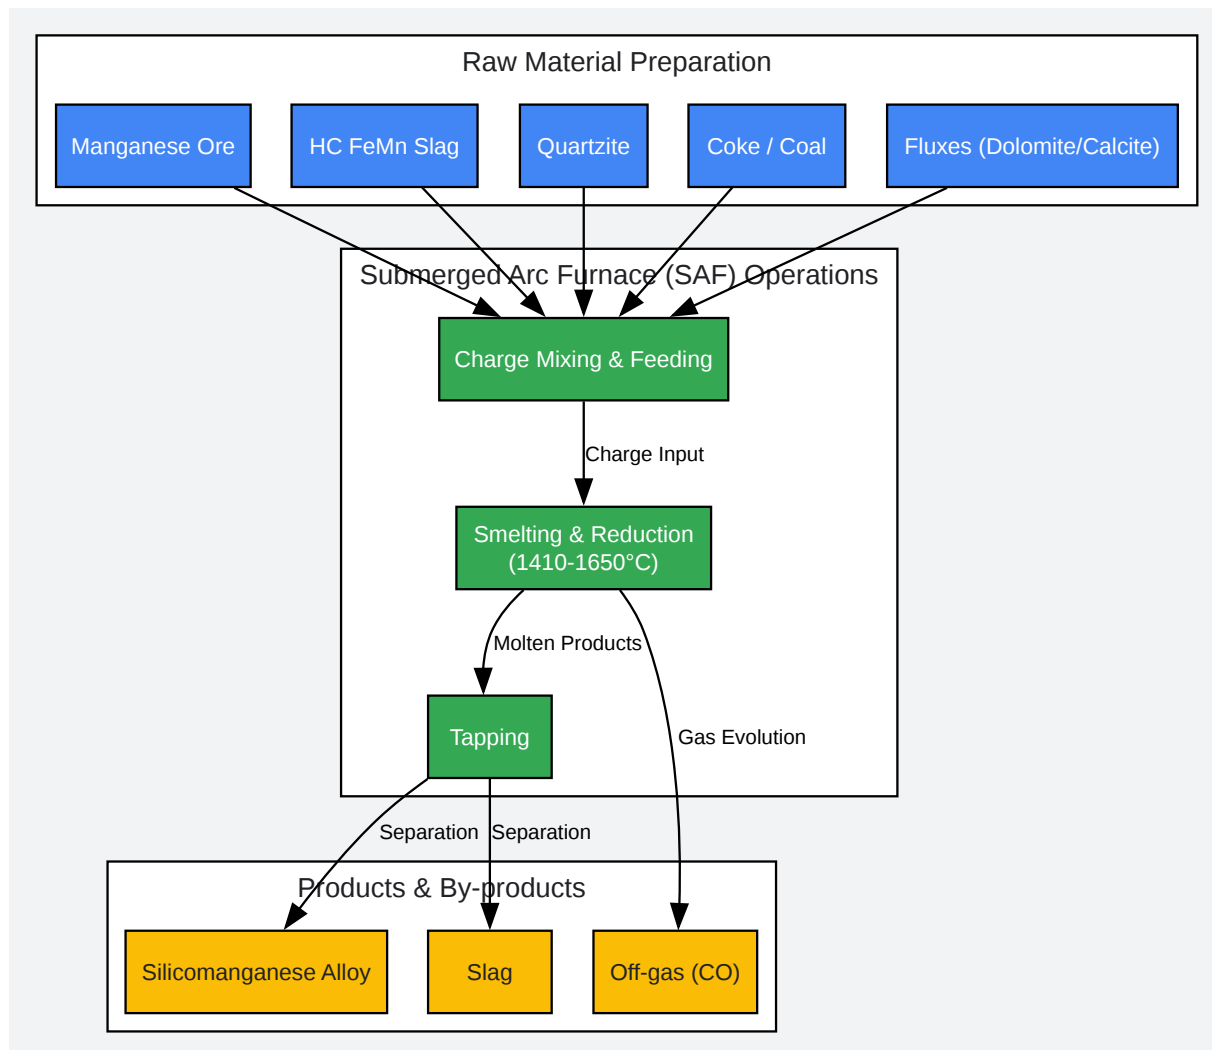 Raw Material Preparation
Manganese Ore
HC FeMn Slag
Quartzite
Coke / Coal
Fluxes (Dolomite/Calcite)
Submerged Arc Furnace (SAF) Operations
Charge Mixing & Feeding
Charge Input
Smelting & Reduction
(1410-1650°C)
Molten Products
Tapping
Gas Evolution
Separation
Separation
Products & By-products
Silicomanganese Alloy
Slag
Off-gas (CO)